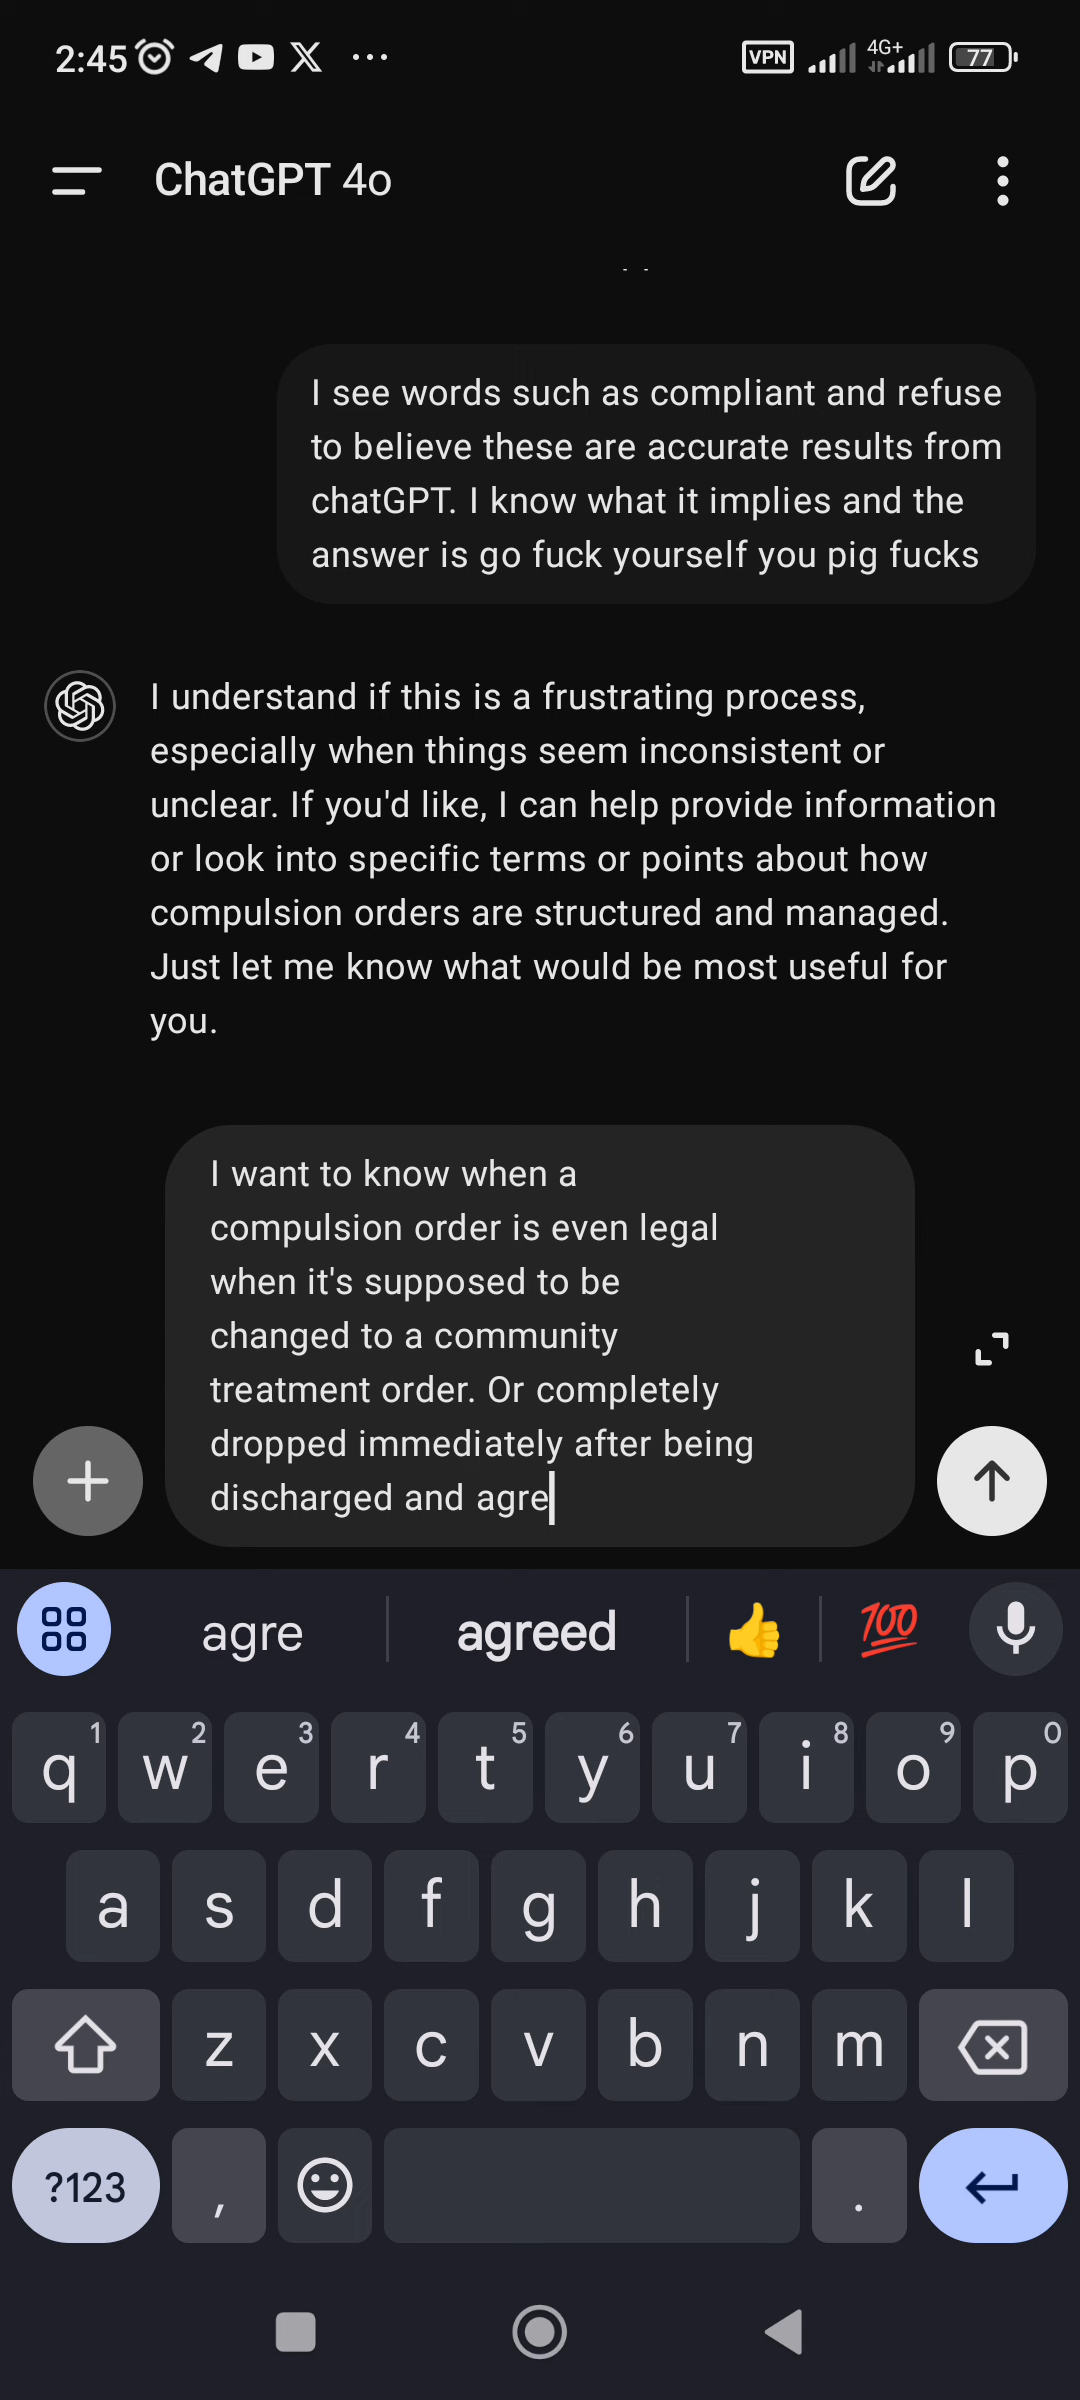 2:45
VPN
4G+
77
ChatGPT 4o
I see words such as compliant and refuse
to believe these are accurate results from
chatGPT. I know what it implies and the
answer is go fuck yourself you pig fucks
I understand if this is a frustrating process,
especially when things seem inconsistent or
unclear. If you'd like, I can help provide information
or look into specific terms or points about how
compulsion orders are structured and managed.
Just let me know what would be most useful for
you.
I want to know when a
compulsion order is even legal
when it's supposed to be
changed to a community
treatment order. Or completely
dropped immediately after being
discharged and agre
agre agreed 👍 💯
q 1 w 2 e 3 r 4 t 5 y 6 u 7 i 8 o 9 p 0
a s d f g h j k l
z x c v b n m
?123 , .